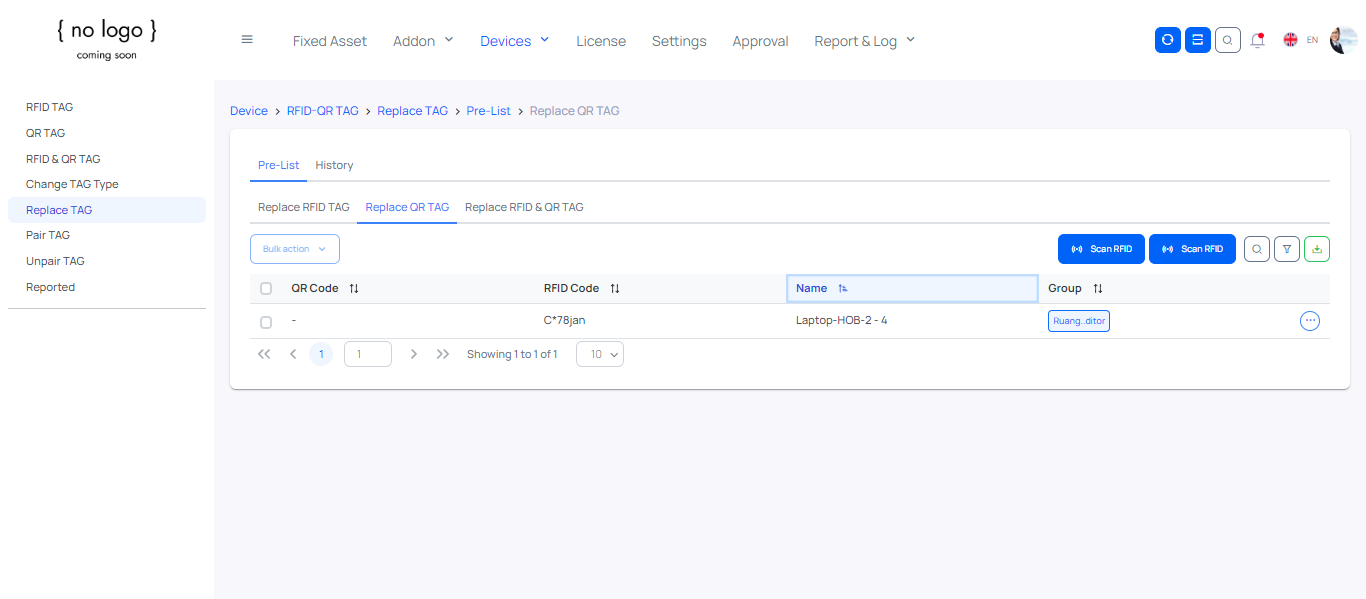 { no logo }
coming soon
Fixed Asset Addon Devices License Settings Approval Report & Log EN
RFID TAG
QR TAG
RFID & QR TAG
Change TAG Type
Replace TAG
Pair TAG
Unpair TAG
Reported
Device > RFID-QR TAG > Replace TAG > Pre-List > Replace QR TAG
Pre-List History
Replace RFID TAG Replace QR TAG Replace RFID & QR TAG
Bulk action Scan RFID Scan RFID
QR Code RFID Code Name Group
- C*78jan Laptop-HOB-2 - 4 Ruang..ditor
1 1 Showing 1 to 1 of 1 10